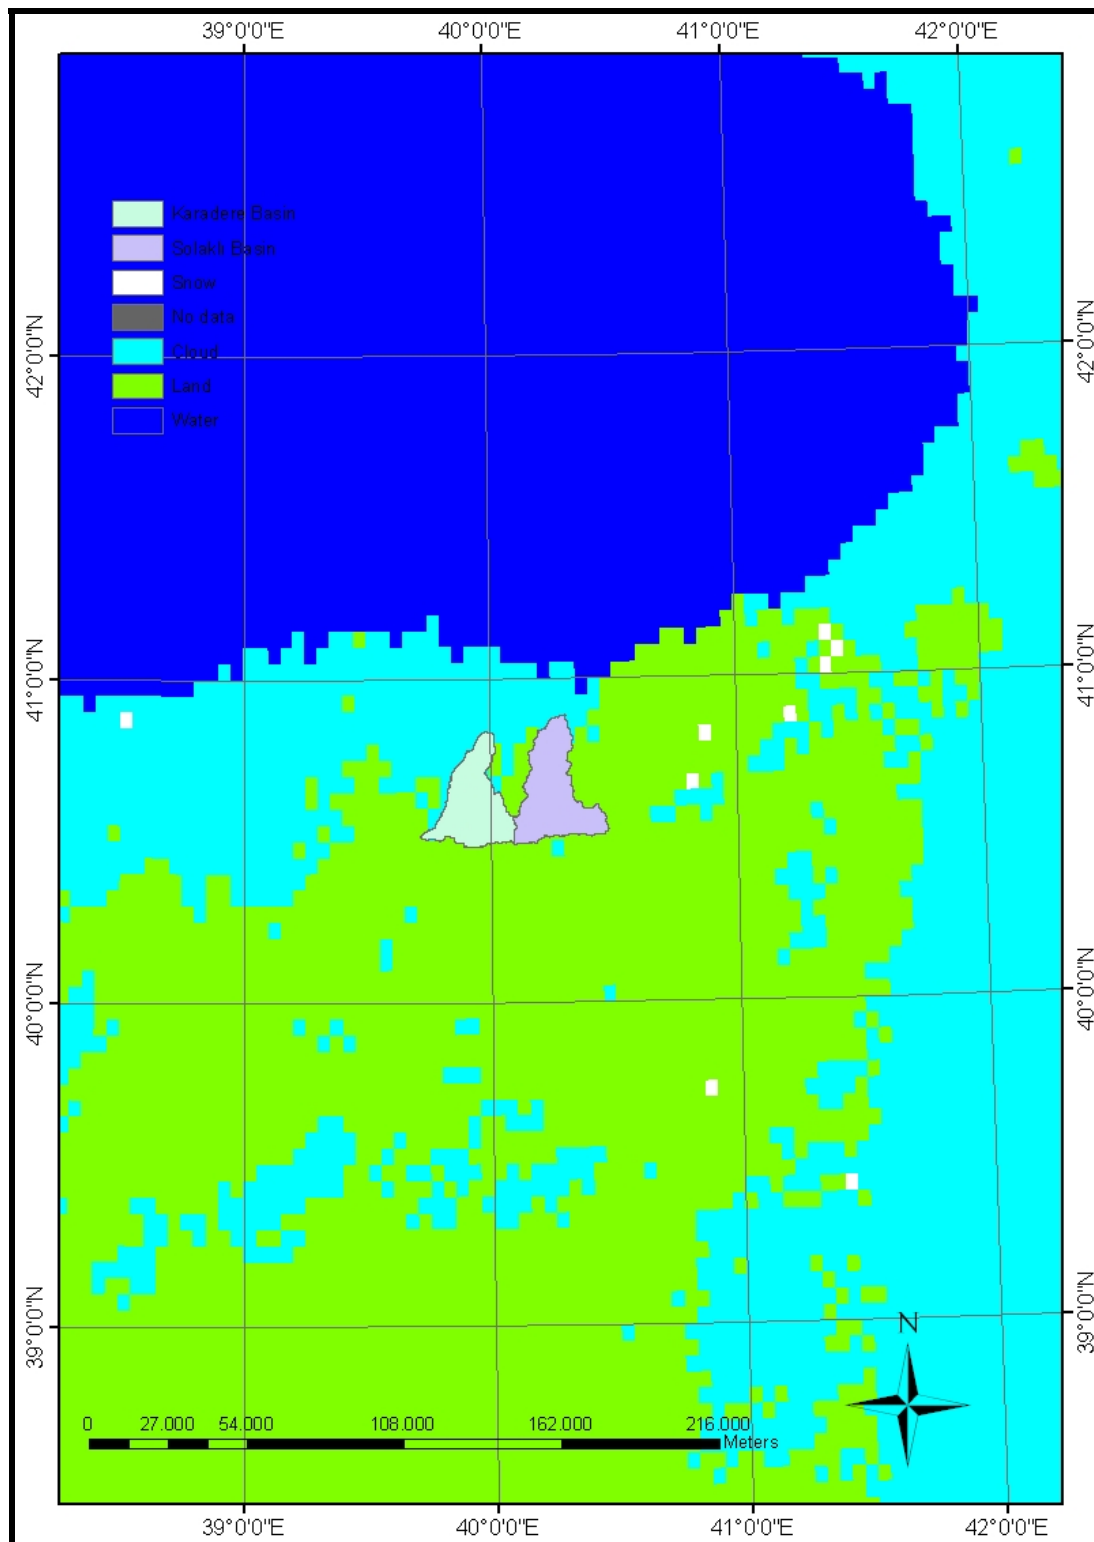 39°0'0"E 40°0'0"E 41°0'0"E 42°0'0"E
Karadere Basin
Solaklı Basin
Snow
No data
Cloud
Land
Water
42°0'0"N 42°0'0"N
41°0'0"N 41°0'0"N
40°0'0"N 40°0'0"N
39°0'0"N 39°0'0"N
N
0 27.000 54.000 108.000 162.000 216.000
Meters
39°0'0"E 40°0'0"E 41°0'0"E 42°0'0"E